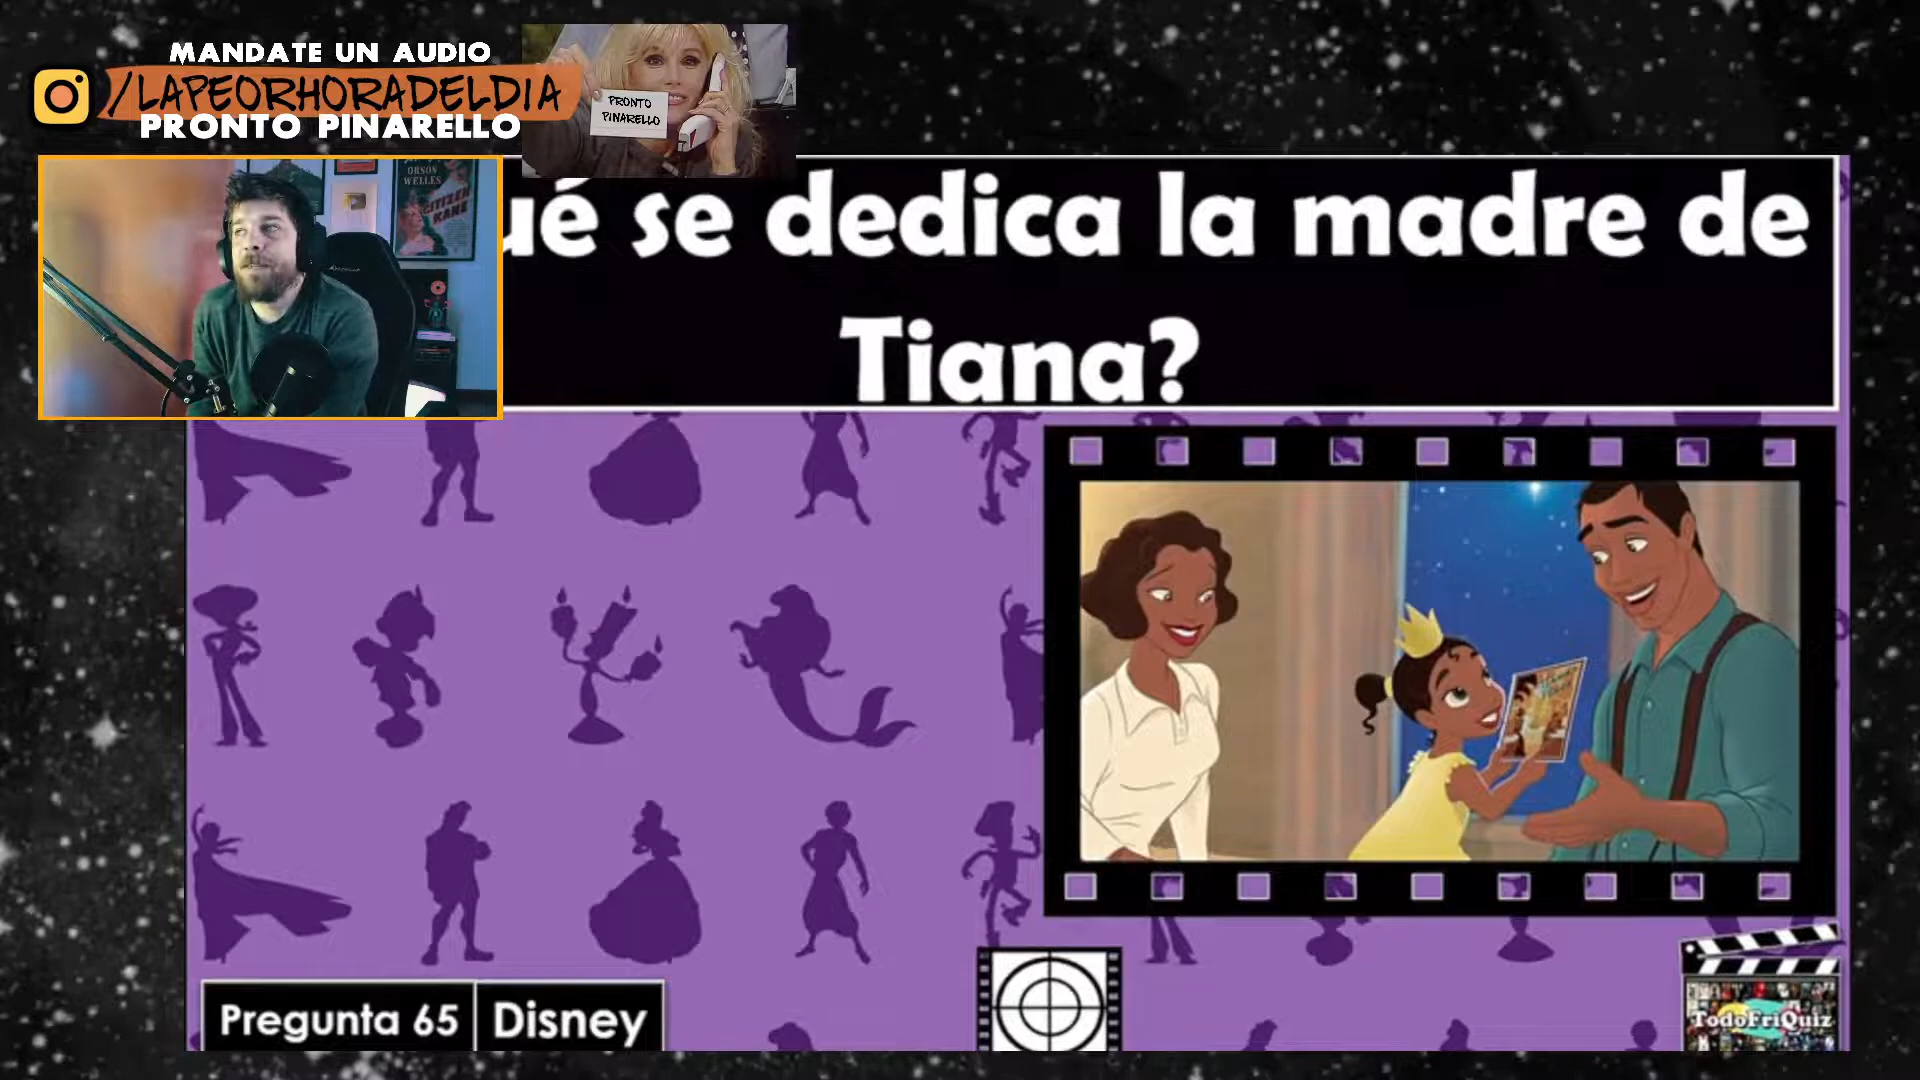 MANDATE UN AUDIO
/LAPEORHORADELDIA
PRONTO PINARELLO
PRONTO
PINARELLO
ORSON
WELLES
CITIZEN
KANE
ué se dedica la madre de
Tiana?
Pregunta 65
Disney
TodoFriQuiz